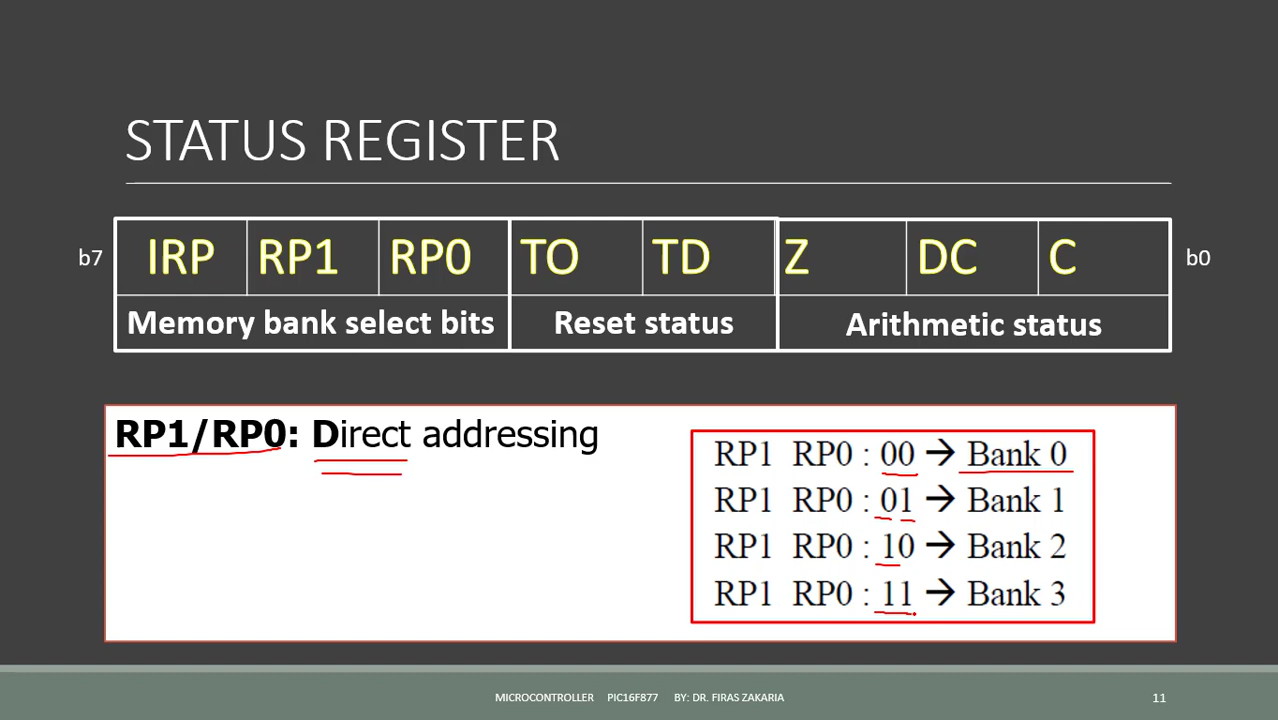 STATUS REGISTER
b7 IRP RP1 RP0 TO TD Z DC C b0
Memory bank select bits Reset status Arithmetic status
RP1/RP0: Direct addressing
RP1 RP0 : 00 → Bank 0
RP1 RP0 : 01 → Bank 1
RP1 RP0 : 10 → Bank 2
RP1 RP0 : 11 → Bank 3
MICROCONTROLLER PIC16F877 BY: DR. FIRAS ZAKARIA 11